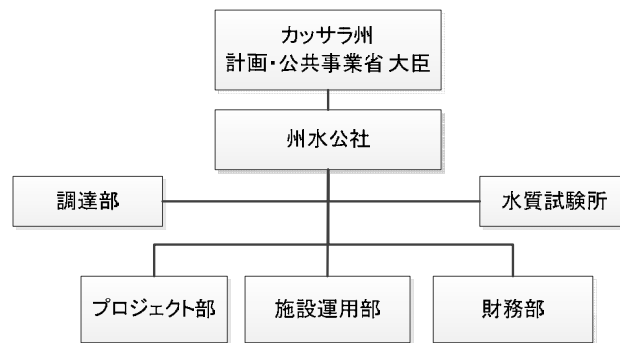 カッサラ州
計画・公共事業省 大臣
州水公社
調達部
水質試験所
プロジェクト部
施設運用部
財務部